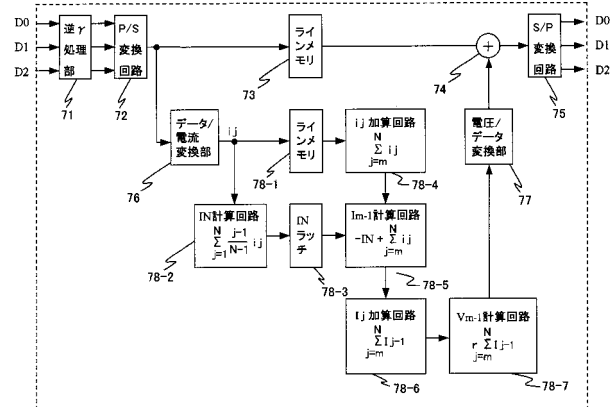 D0
D1
D2
逆γ
処理
部
71
P/S
変換
回路
72
ライ
ンメ
モリ
73
74
S/P
変換
回路
75
D0
D1
D2
データ/
電流
変換部
76
ij
ライ
ンメ
モリ
78-1
ij 加算回路
N
Σ ij
j=m
78-4
電圧/
データ
変換部
77
IN計算回路
N j-1
Σ ─ ij
j=1 N-1
78-2
IN
ラッ
チ
78-3
Im-1計算回路
N
-IN + Σ ij
j=m
78-5
Ij 加算回路
N
Σ Ij-1
j=m
78-6
Vm-1計算回路
N
r Σ Ij-1
j=m
78-7